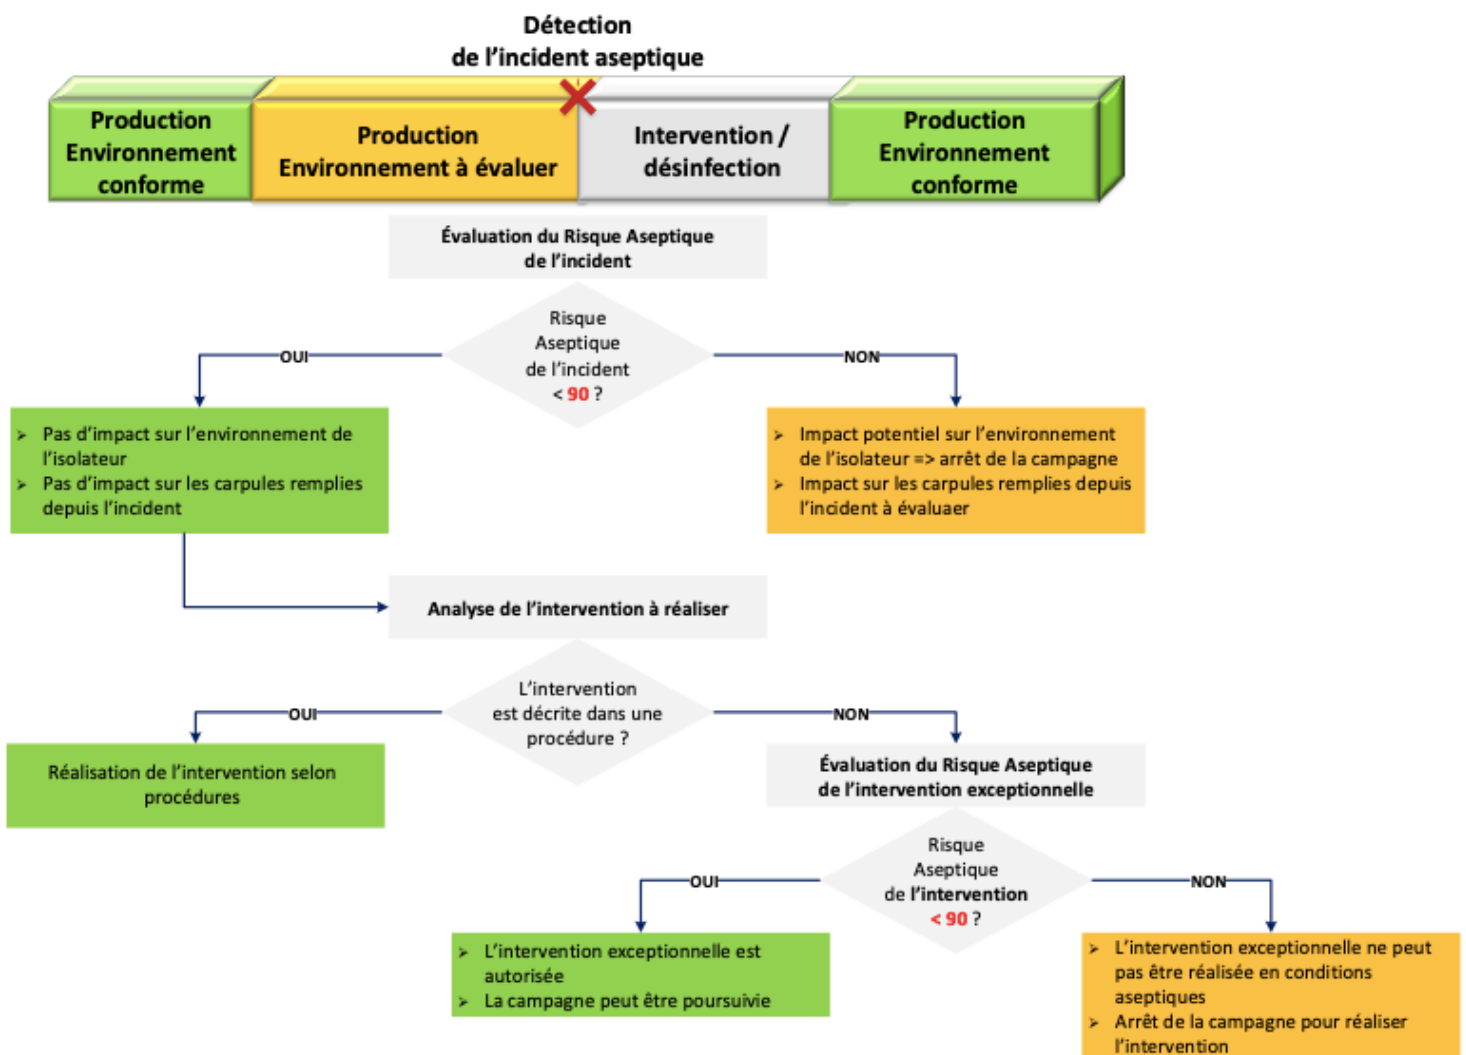 Détection
de l'incident aseptique
Production
Environnement
conforme
Production
Environnement à évaluer
Intervention /
désinfection
Production
Environnement
conforme
Évaluation du Risque Aseptique
de l'incident
Risque
Aseptique
de l'incident
< 90 ?
OUI
NON
➢ Pas d'impact sur l'environnement de
l'isolateur
➢ Pas d'impact sur les carpules remplies
depuis l'incident
➢ Impact potentiel sur l'environnement
de l'isolateur => arrêt de la campagne
➢ Impact sur les carpules remplies depuis
l'incident à évaluaer
Analyse de l'intervention à réaliser
L'intervention
est décrite dans une
procédure ?
OUI
NON
Réalisation de l'intervention selon
procédures
Évaluation du Risque Aseptique
de l'intervention exceptionnelle
Risque
Aseptique
de l'intervention
< 90 ?
OUI
NON
➢ L'intervention exceptionnelle est
autorisée
➢ La campagne peut être poursuivie
➢ L'intervention exceptionnelle ne peut
pas être réalisée en conditions
aseptiques
➢ Arrêt de la campagne pour réaliser
l'intervention